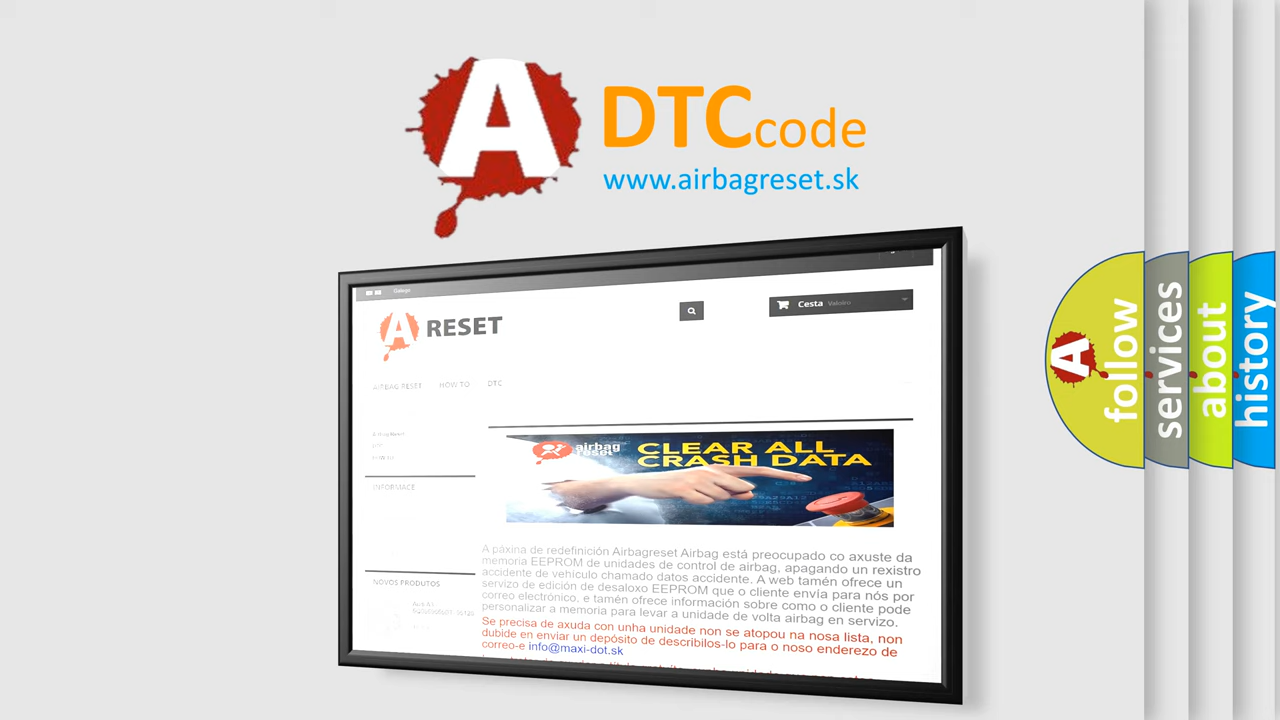 A
DTCcode
www.airbagreset.sk
Galego
A RESET
Cesta Valeiro
AIRBAG RESET HOW TO DTC
INFORMACE
NOVOS PRODUTOS
airbag
reset
CLEAR ALL
CRASH DATA
A páxina de redefinición Airbagreset Airbag está preocupado co axuste da
memoria EEPROM de unidades de control de airbag, apagando un rexistro
accidente de vehículo chamado datos accidente. A web tamén ofrece un
servizo de edición de desaloxo EEPROM que o cliente envía para nós por
correo electrónico, e tamén ofrece información sobre como o cliente pode
personalizar a memoria para levar a unidade de volta airbag en servizo.
Se precisa de axuda con unha unidade non se atopou na nosa lista, non
dubide en enviar un depósito de describilos-lo para o noso enderezo de
correo-e info@maxi-dot.sk
A
follow
services
about
history